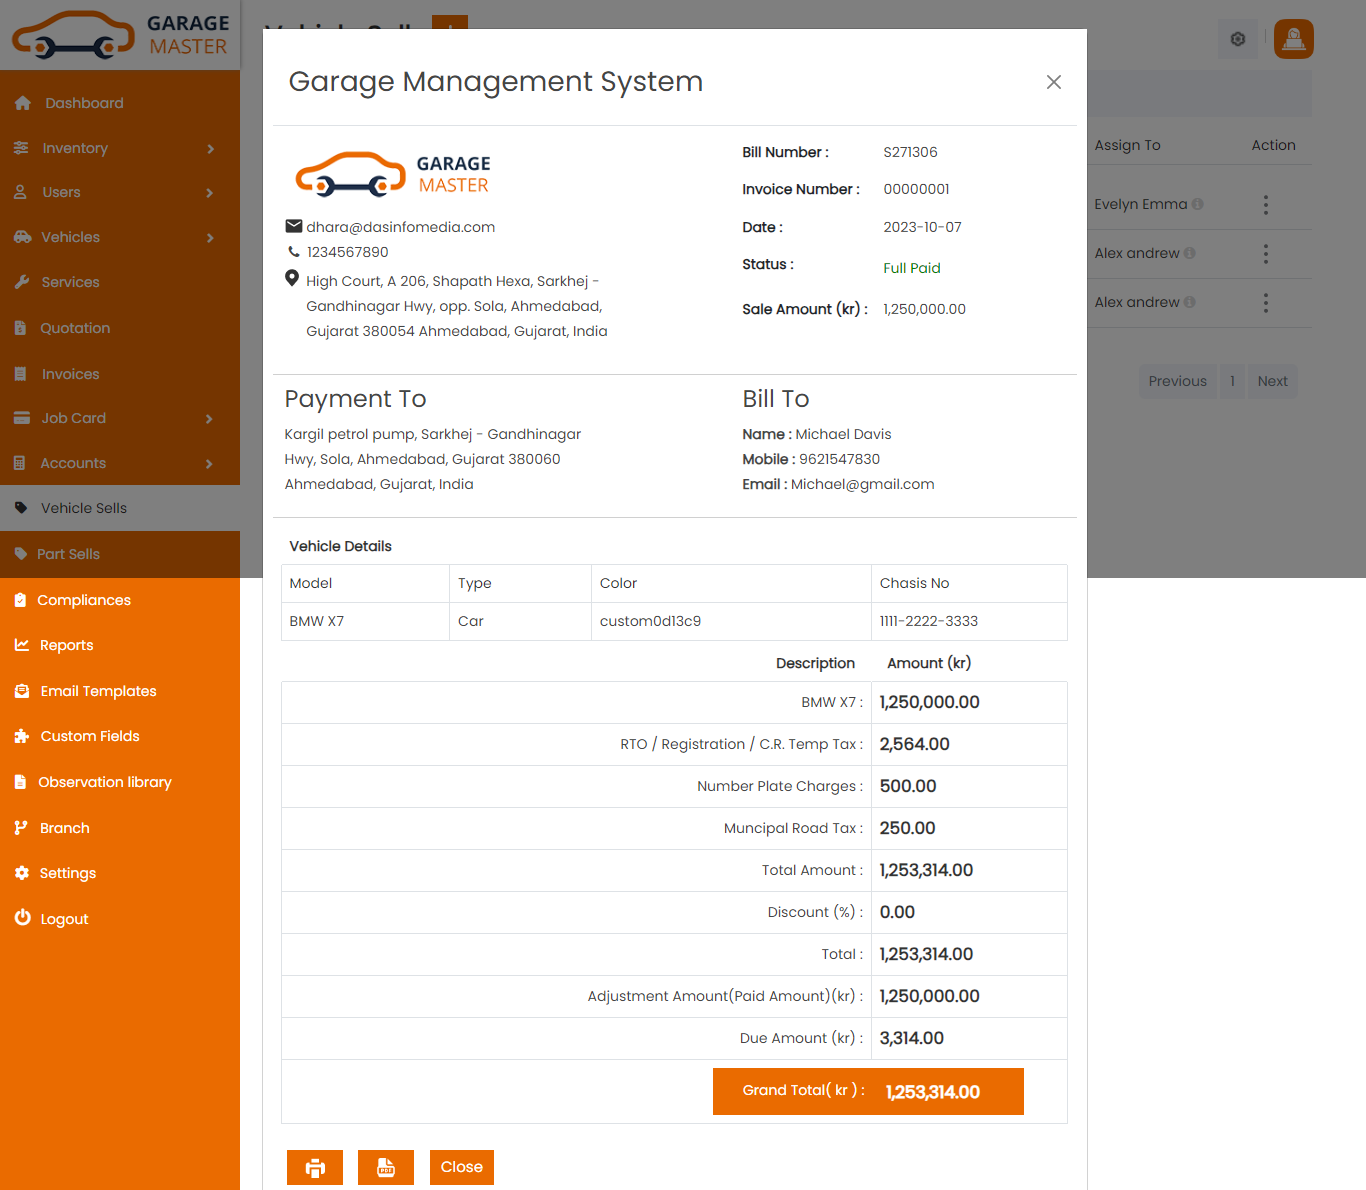 GARAGE
MASTER
Dashboard
Inventory
Users
Vehicles
Services
Quotation
Invoices
Job Card
Accounts
Vehicle Sells
Part Sells
Compliances
Reports
Email Templates
Custom Fields
Observation library
Branch
Settings
Logout
Assign To Action
Evelyn Emma
Alex andrew
Alex andrew
Previous 1 Next
Garage Management System
GARAGE
MASTER
dhara@dasinfomedia.com
1234567890
High Court, A 206, Shapath Hexa, Sarkhej -
Gandhinagar Hwy, opp. Sola, Ahmedabad,
Gujarat 380054 Ahmedabad, Gujarat, India
Bill Number : S271306
Invoice Number : 00000001
Date : 2023-10-07
Status : Full Paid
Sale Amount (kr) : 1,250,000.00
Payment To
Kargil petrol pump, Sarkhej - Gandhinagar
Hwy, Sola, Ahmedabad, Gujarat 380060
Ahmedabad, Gujarat, India
Bill To
Name : Michael Davis
Mobile : 9621547830
Email : Michael@gmail.com
Vehicle Details
Model Type Color Chasis No
BMW X7 Car custom0d13c9 1111-2222-3333
Description Amount (kr)
BMW X7 : 1,250,000.00
RTO / Registration / C.R. Temp Tax : 2,564.00
Number Plate Charges : 500.00
Muncipal Road Tax : 250.00
Total Amount : 1,253,314.00
Discount (%) : 0.00
Total : 1,253,314.00
Adjustment Amount(Paid Amount)(kr) : 1,250,000.00
Due Amount (kr) : 3,314.00
Grand Total( kr ) : 1,253,314.00
PDF
Close